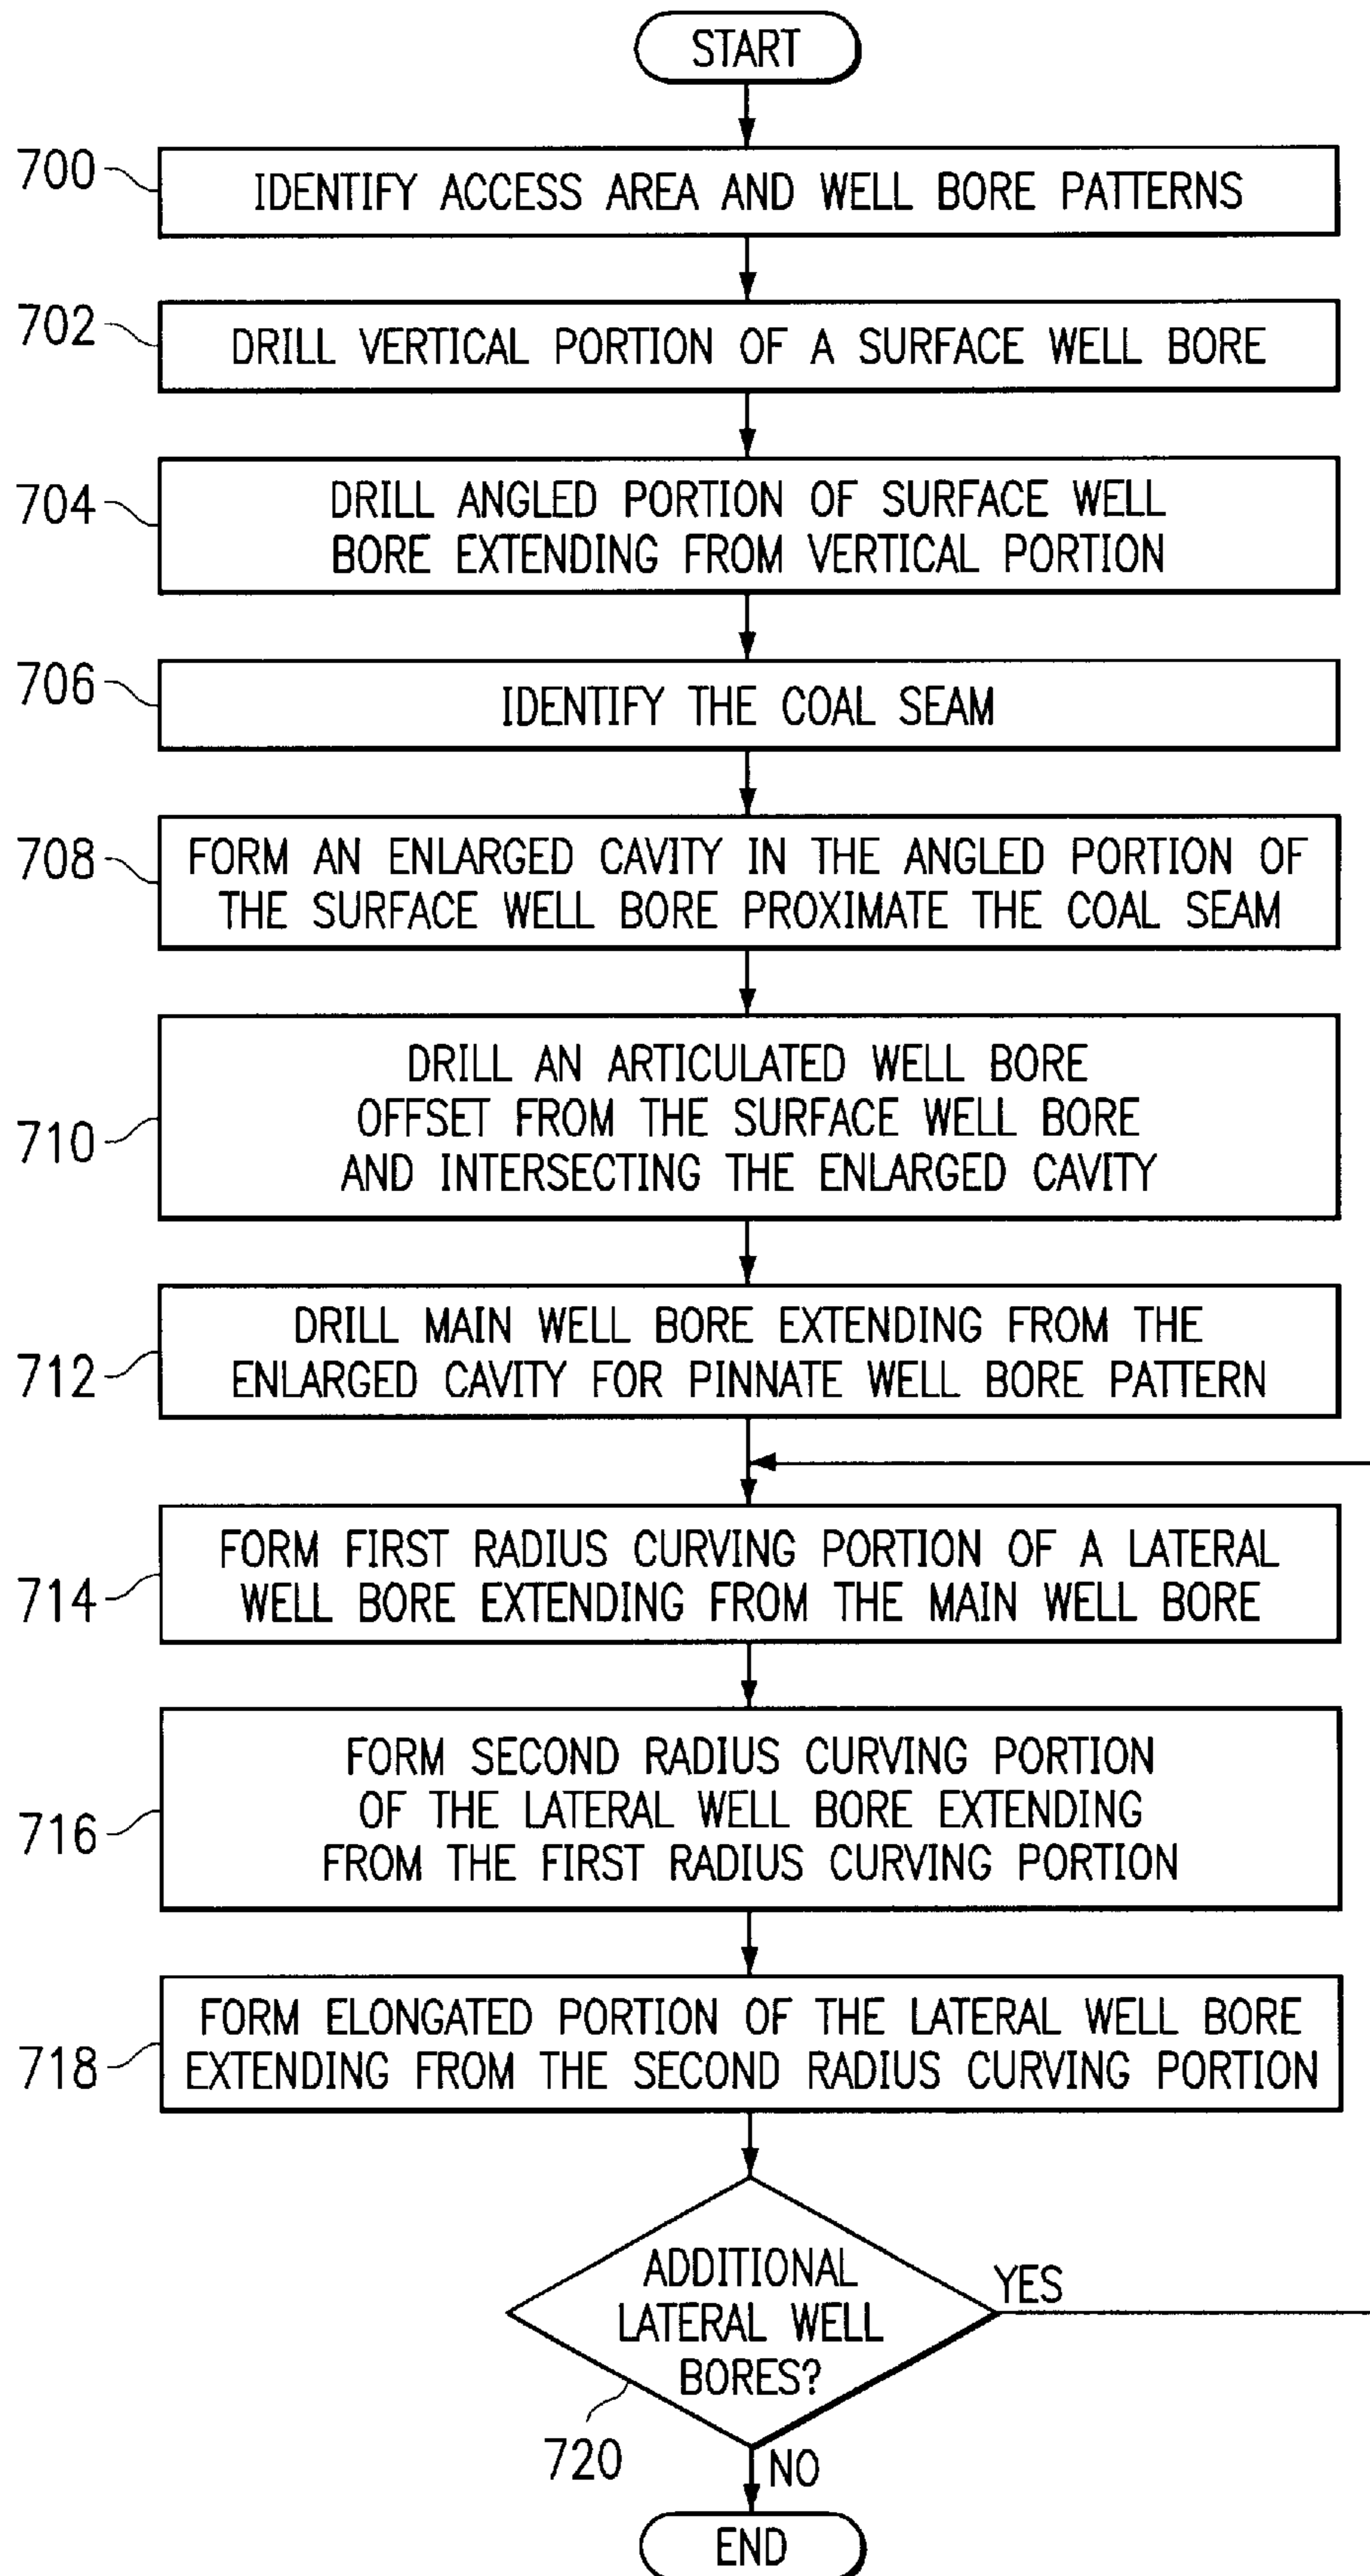 START
700
IDENTIFY ACCESS AREA AND WELL BORE PATTERNS
702
DRILL VERTICAL PORTION OF A SURFACE WELL BORE
704
DRILL ANGLED PORTION OF SURFACE WELL
BORE EXTENDING FROM VERTICAL PORTION
706
IDENTIFY THE COAL SEAM
708
FORM AN ENLARGED CAVITY IN THE ANGLED PORTION OF
THE SURFACE WELL BORE PROXIMATE THE COAL SEAM
710
DRILL AN ARTICULATED WELL BORE
OFFSET FROM THE SURFACE WELL BORE
AND INTERSECTING THE ENLARGED CAVITY
712
DRILL MAIN WELL BORE EXTENDING FROM THE
ENLARGED CAVITY FOR PINNATE WELL BORE PATTERN
714
FORM FIRST RADIUS CURVING PORTION OF A LATERAL
WELL BORE EXTENDING FROM THE MAIN WELL BORE
716
FORM SECOND RADIUS CURVING PORTION
OF THE LATERAL WELL BORE EXTENDING
FROM THE FIRST RADIUS CURVING PORTION
718
FORM ELONGATED PORTION OF THE LATERAL WELL BORE
EXTENDING FROM THE SECOND RADIUS CURVING PORTION
ADDITIONAL
LATERAL WELL
BORES?
YES
720
NO
END